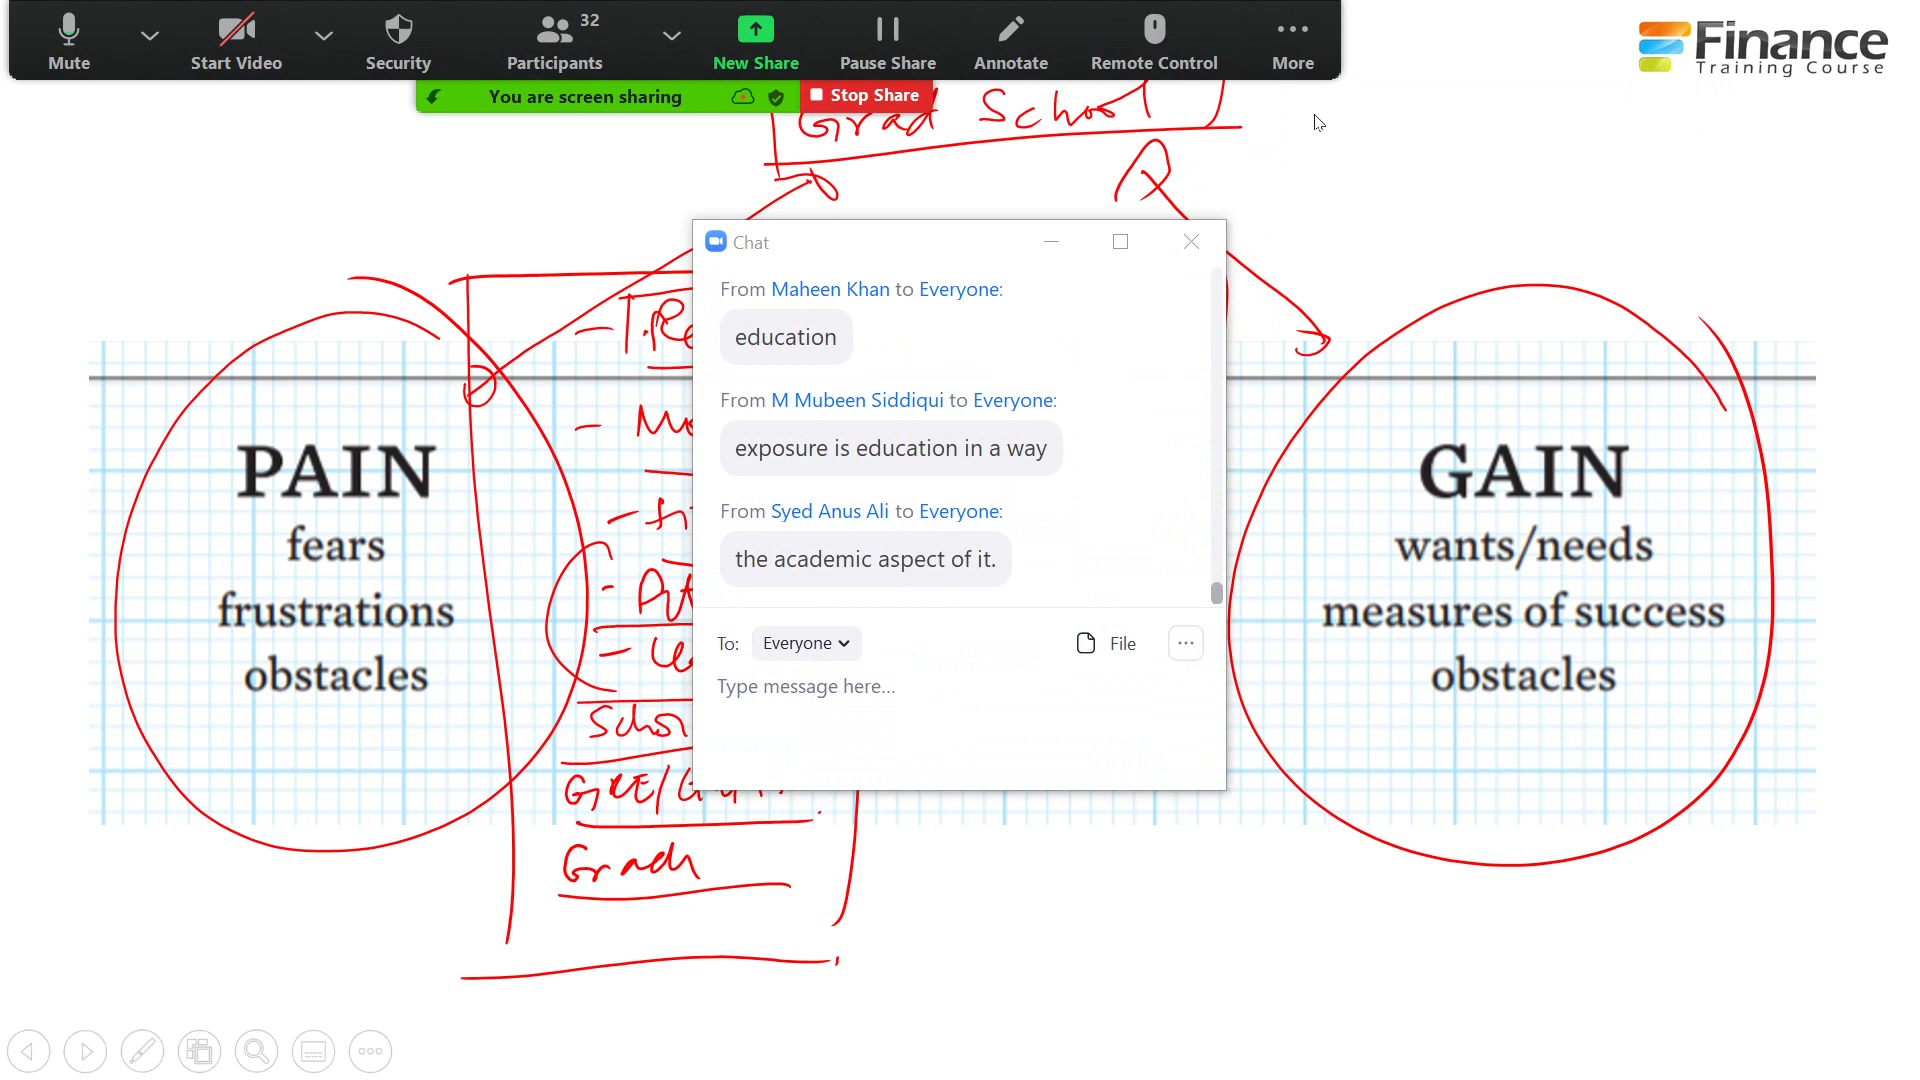 Mute
Start Video
Security
32
Participants
New Share
Pause Share
Annotate
Remote Control
More
Finance
Training Course
You are screen sharing
Stop Share
Grad School
Chat
From Maheen Khan to Everyone:
education
From M Mubeen Siddiqui to Everyone:
exposure is education in a way
From Syed Anus Ali to Everyone:
the academic aspect of it.
To: Everyone
File
Type message here...
PAIN
fears
frustrations
obstacles
GAIN
wants/needs
measures of success
obstacles
GRE/